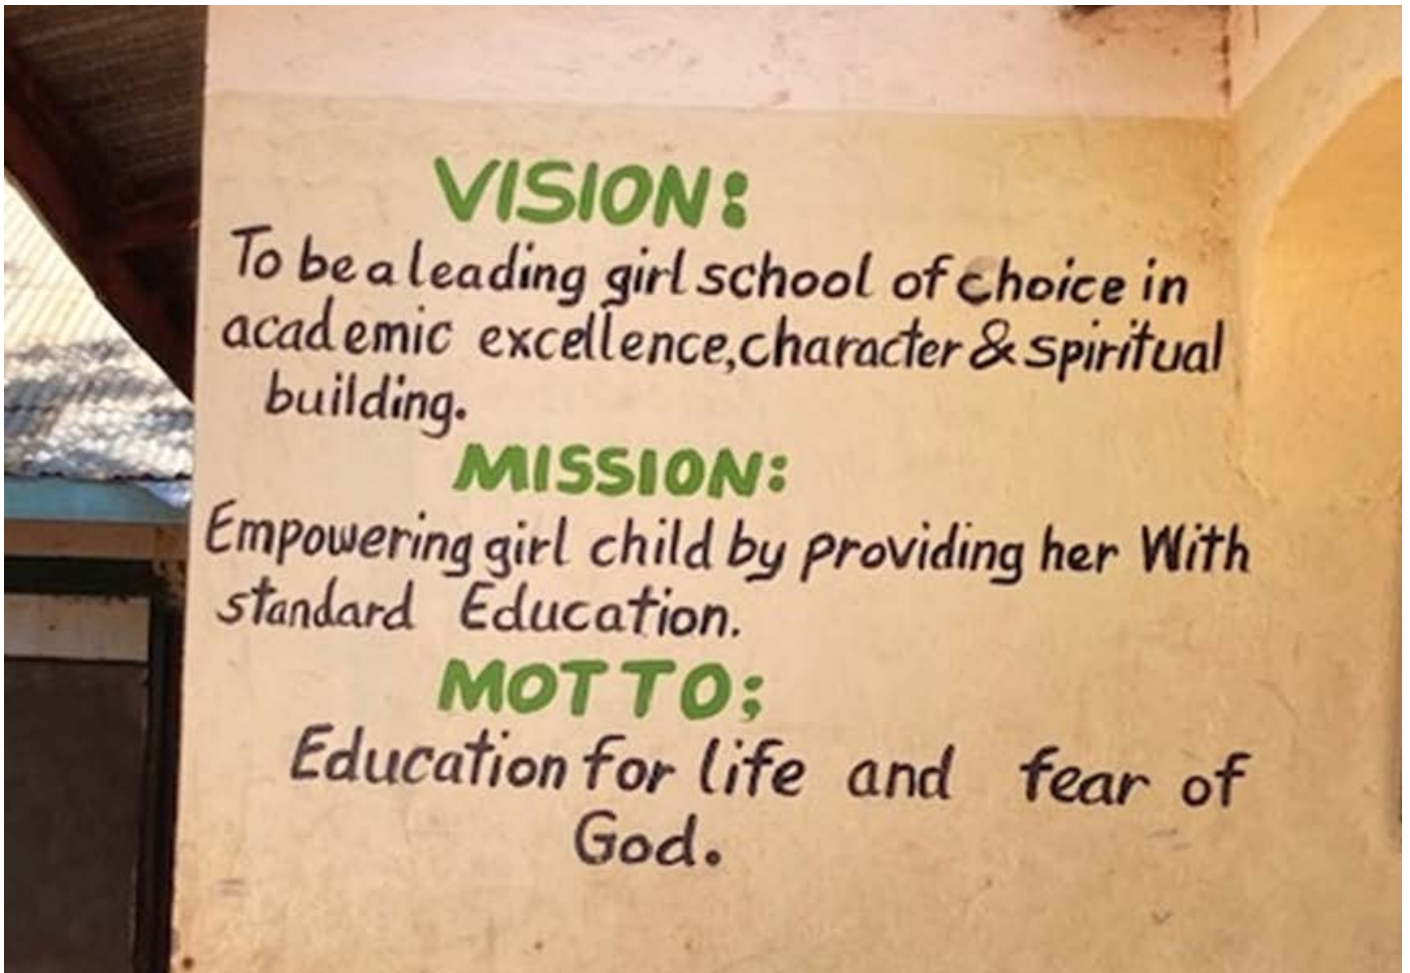 VISION:
To be a leading girl school of choice in
academic excellence,character & spiritual
building.
MISSION:
Empowering girl child by providing her With
standard Education.
MOTTO;
Education for life and fear of
God.